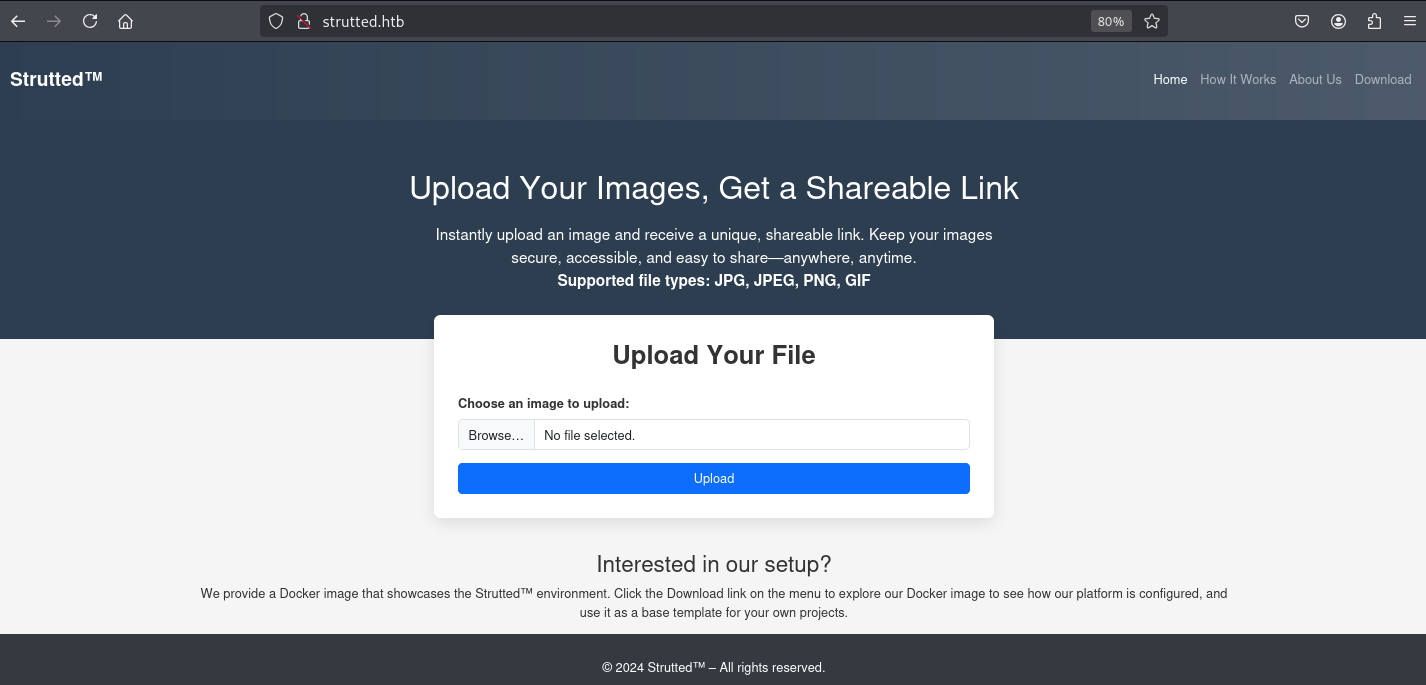 strutted.htb
80%
Strutted™
Home How It Works About Us Download
Upload Your Images, Get a Shareable Link
Instantly upload an image and receive a unique, shareable link. Keep your images
secure, accessible, and easy to share—anywhere, anytime.
Supported file types: JPG, JPEG, PNG, GIF
Upload Your File
Choose an image to upload:
Browse… No file selected.
Upload
Interested in our setup?
We provide a Docker image that showcases the Strutted™ environment. Click the Download link on the menu to explore our Docker image to see how our platform is configured, and
use it as a base template for your own projects.
© 2024 Strutted™ – All rights reserved.